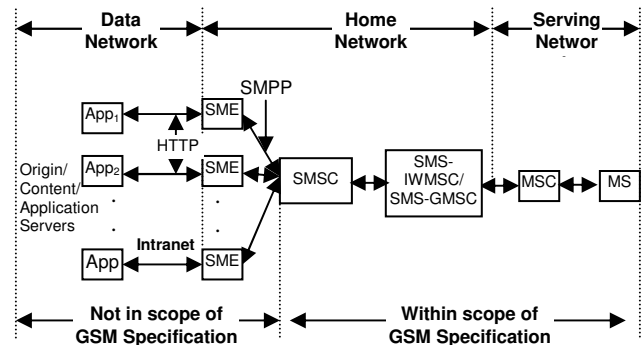 Data
Network
Home
Network
Serving
Networ
App1
SME
SMPP
HTTP
Origin/
Content/
Application
Servers
App2
SME
SMSC
SMS-
IWMSC/
SMS-GMSC
MSC
MS
.
.
.
.
.
Intranet
App
SME
Not in scope of
GSM Specification
Within scope of
GSM Specification